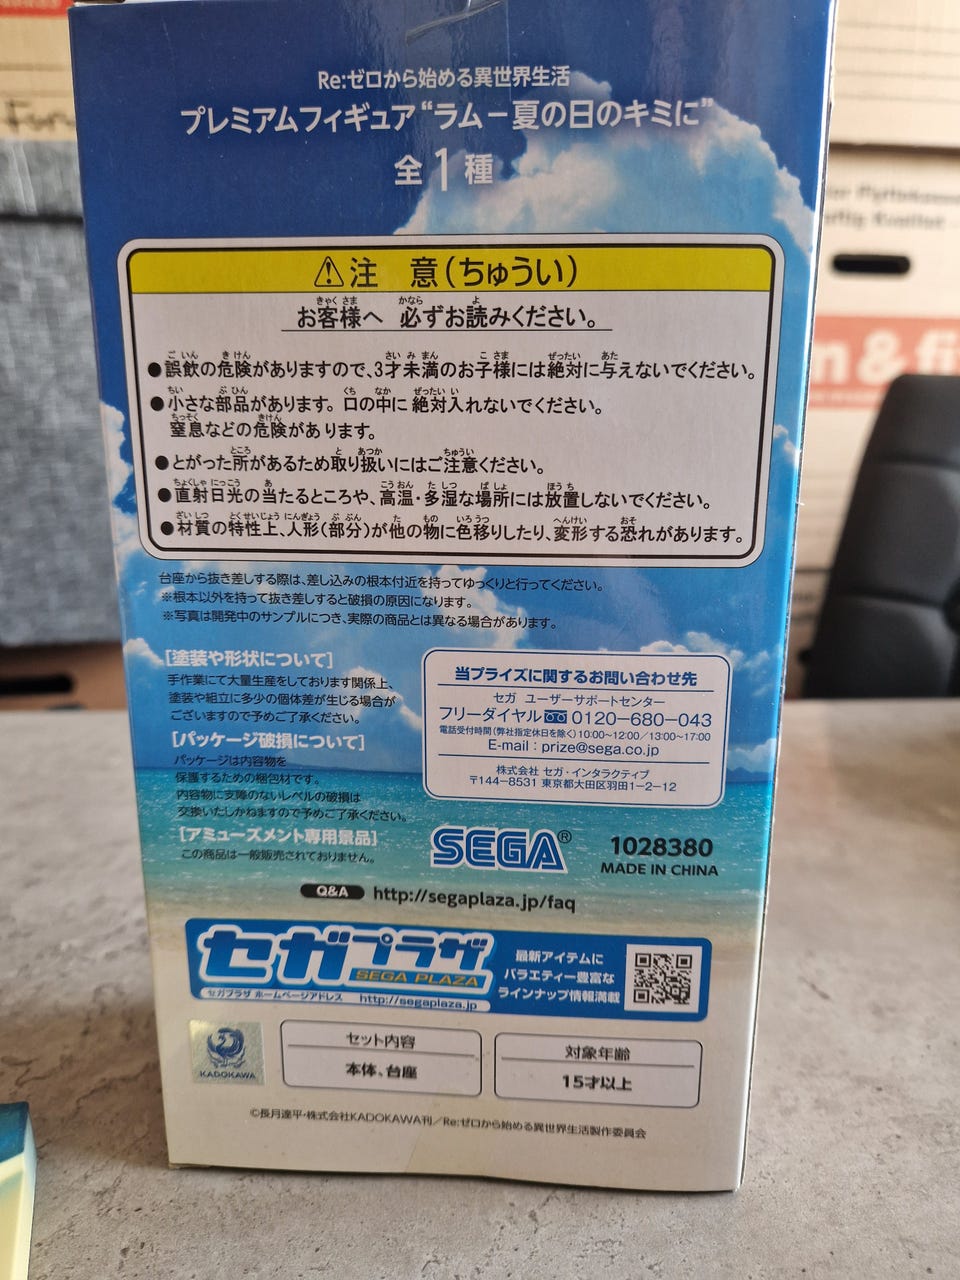 Re:ゼロから始める異世界生活
プレミアムフィギュア“ラム－夏の日のキミに”
全1種
⚠注　意(ちゅうい)
お客様へ 必ずお読みください。
●誤飲の危険がありますので、3才未満のお子様には絶対に与えないでください。
●小さな部品があります。口の中に絶対入れないでください。
窒息などの危険があります。
●とがった所があるため取り扱いにはご注意ください。
●直射日光の当たるところや、高温・多湿な場所には放置しないでください。
●材質の特性上、人形(部分)が他の物に色移りしたり、変形する恐れがあります。
台座から抜き差しする際は、差し込みの根本付近を持ってゆっくりと行ってください。
※根本以外を持って抜き差しすると破損の原因になります。
※写真は開発中のサンプルにつき、実際の商品とは異なる場合があります。
[塗装や形状について]
手作業にて大量生産をしております関係上、
塗装や組立に多少の個体差が生じる場合が
ございますので予めご了承ください。
[パッケージ破損について]
パッケージは内容物を
保護するための梱包材です。
内容物に支障のないレベルの破損は
交換いたしかねますので予めご了承ください。
[アミューズメント専用景品]
この商品は一般販売されておりません。
当プライズに関するお問い合わせ先
セガ ユーザーサポートセンター
フリーダイヤル 0120-680-043
電話受付時間(弊社指定休日を除く)10:00~12:00/13:00~17:00
E-mail : prize@sega.co.jp
株式会社 セガ・インタラクティブ
〒144-8531 東京都大田区羽田1-2-12
SEGA®
1028380
MADE IN CHINA
Q&A http://segaplaza.jp/faq
セガプラザ
SEGA PLAZA
セガプラザ ホームページアドレス http://segaplaza.jp
最新アイテムに
バラエティー豊富な
ラインナップ情報満載
KADOKAWA
セット内容
本体、台座
対象年齢
15才以上
©長月達平・株式会社KADOKAWA刊／Re:ゼロから始める異世界生活製作委員会